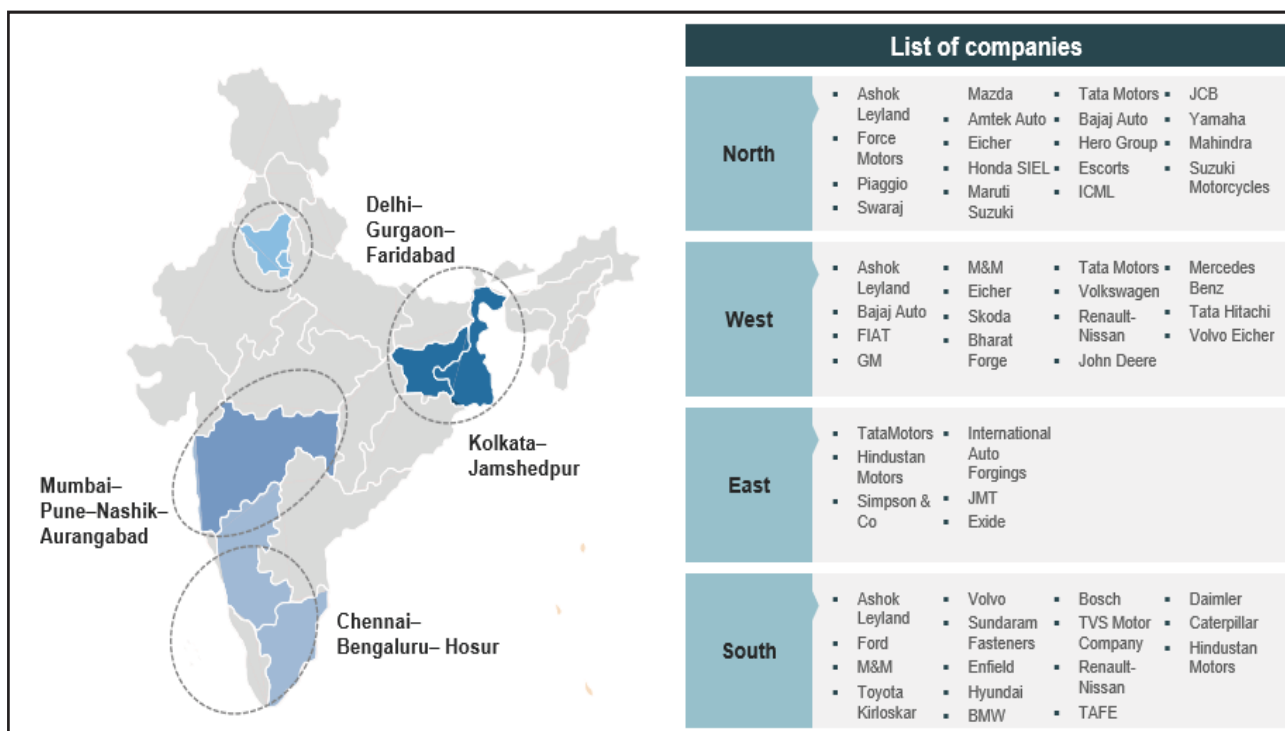 Delhi–
Gurgaon–
Faridabad
Kolkata–
Jamshedpur
Mumbai–
Pune–Nashik–
Aurangabad
Chennai–
Bengaluru– Hosur
List of companies
North
Ashok
Leyland
Force
Motors
Piaggio
Swaraj
Mazda
Amtek Auto
Eicher
Honda SIEL
Maruti
Suzuki
Tata Motors
Bajaj Auto
Hero Group
Escorts
ICML
JCB
Yamaha
Mahindra
Suzuki
Motorcycles
West
Ashok
Leyland
Bajaj Auto
FIAT
GM
M&M
Eicher
Skoda
Bharat
Forge
Tata Motors
Volkswagen
Renault-
Nissan
John Deere
Mercedes
Benz
Tata Hitachi
Volvo Eicher
East
TataMotors
Hindustan
Motors
Simpson &
Co
International
Auto
Forgings
JMT
Exide
South
Ashok
Leyland
Ford
M&M
Toyota
Kirloskar
Volvo
Sundaram
Fasteners
Enfield
Hyundai
BMW
Bosch
TVS Motor
Company
Renault-
Nissan
TAFE
Daimler
Caterpillar
Hindustan
Motors